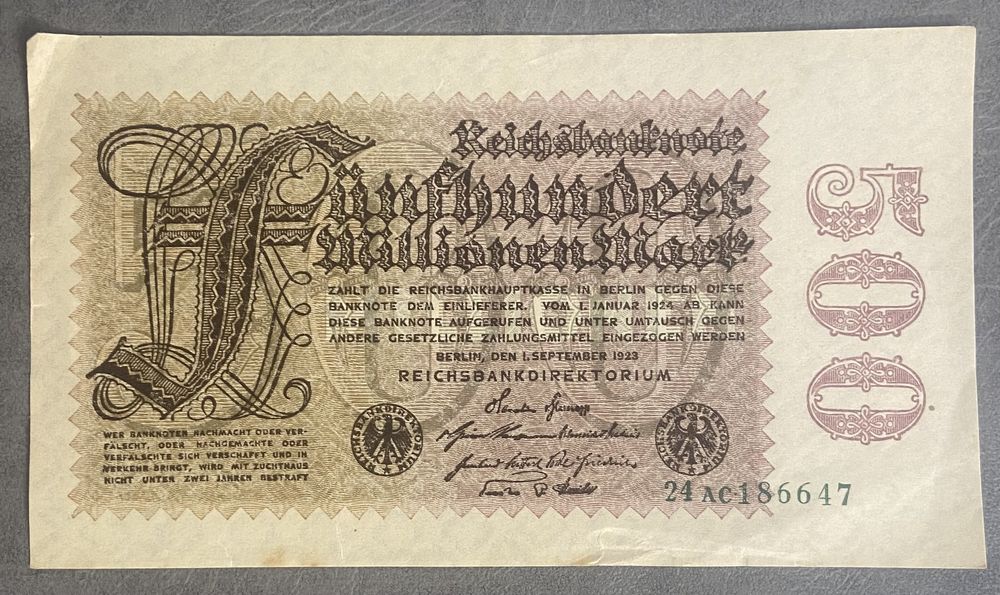 Reichsbanknote
Fünfhundert
Millionen Mark
ZAHLT DIE REICHSBANKHAUPTKASSE IN BERLIN GEGEN DIESE
BANKNOTE DEM EINLIEFERER. VOM 1. JANUAR 1924 AB KANN
DIESE BANKNOTE AUFGERUFEN UND UNTER UMTAUSCH GEGEN
ANDERE GESETZLICHE ZAHLUNGSMITTEL EINGEZOGEN WERDEN
BERLIN, DEN 1. SEPTEMBER 1923
REICHSBANKDIREKTORIUM
WER BANKNOTEN NACHMACHT ODER VER-
FÄLSCHT, ODER NACHGEMACHTE ODER
VERFÄLSCHTE SICH VERSCHAFFT UND IN
VERKEHR BRINGT, WIRD MIT ZUCHTHAUS
NICHT UNTER ZWEI JAHREN BESTRAFT
REICHSBANKDIREKTORIUM
REICHSBANKDIREKTORIUM
24 AC 186647
500